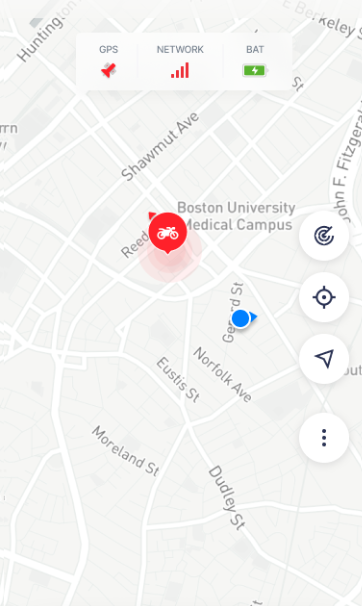 Huntington
E Berkeley S
GPS
NETWORK
BAT
St
Shawmut Ave
John F. Fitzgera
Boston University
Medical Campus
Reed
Gerard St
Eustis St
Norfolk Ave
Moreland St
Dudley St